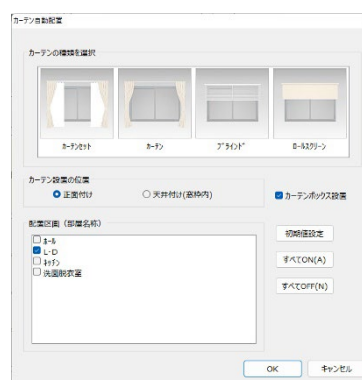 カーテン自動配置
カーテンの種類を選択
カーテンセット
カーテン
ブラインド
ロールスクリーン
カーテン設置の位置
正面付け
天井付け(窓枠内)
カーテンボックス設置
配置区画 (部屋名称)
ホール
L-D
キッチン
洗面脱衣室
初期値設定
すべてON(A)
すべてOFF(N)
OK
キャンセル